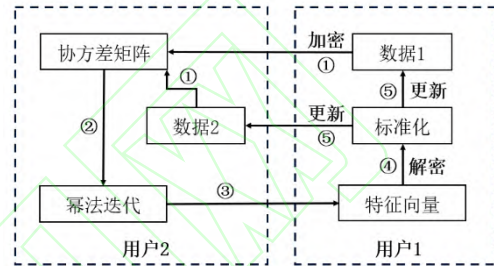 协方差矩阵
加密
①
数据1
①
②
数据2
更新
⑤
⑤ 更新
标准化
④ 解密
幂法迭代
③
特征向量
用户2
用户1